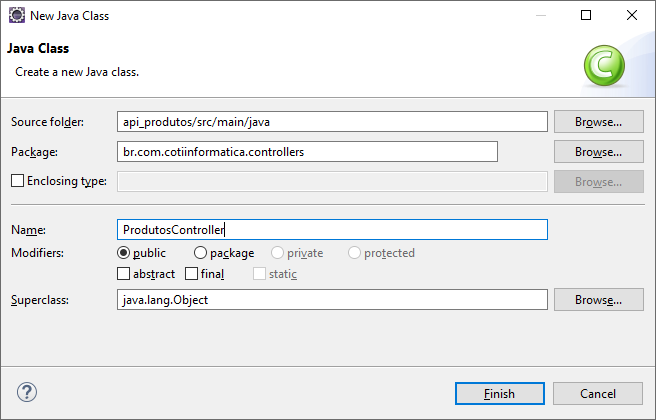 New Java Class
Java Class
Create a new Java class.
Source folder: api_produtos/src/main/java Browse...
Package: br.com.cotiinformatica.controllers Browse...
Enclosing type: Browse...
Name: ProdutosController
Modifiers: public package private protected
abstract final static
Superclass: java.lang.Object Browse...
? Finish Cancel